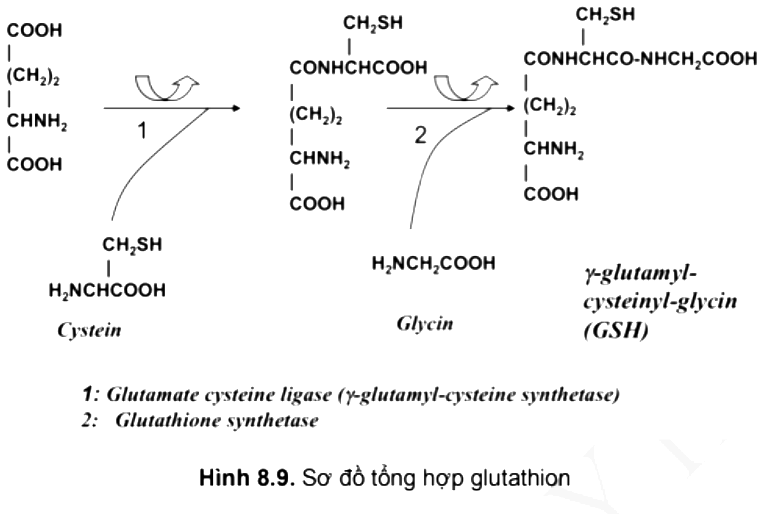 COOH
(CH₂)₂
CHNH₂
COOH
1
CH₂SH
H₂NCHCOOH
Cystein
CH₂SH
CONHCHCOOH
(CH₂)₂
CHNH₂
COOH
2
H₂NCH₂COOH
Glycin
CH₂SH
CONHCHCO-NHCH₂COOH
(CH₂)₂
CHNH₂
COOH
γ-glutamyl-
cysteinyl-glycin
(GSH)
1: Glutamate cysteine ligase (γ-glutamyl-cysteine synthetase)
2: Glutathione synthetase
Hình 8.9. Sơ đồ tổng hợp glutathion